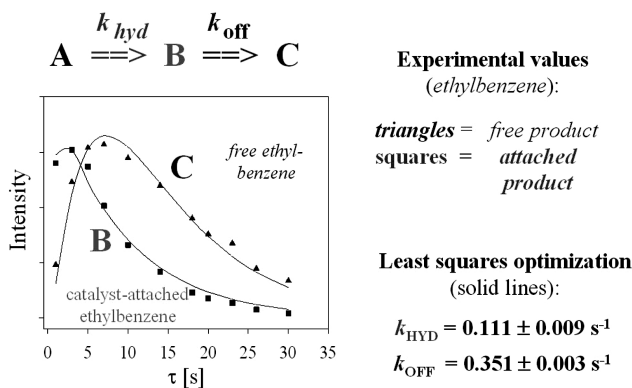 k hyd k off
A ==> B ==> C
Experimental values
(ethylbenzene):
triangles = free product
squares = attached
product
Least squares optimization
(solid lines):
kHYD = 0.111 ± 0.009 s-1
kOFF = 0.351 ± 0.003 s-1
Intensity
C
free ethyl-
benzene
B
catalyst-attached
ethylbenzene
0 5 10 15 20 25 30 35
τ [s]